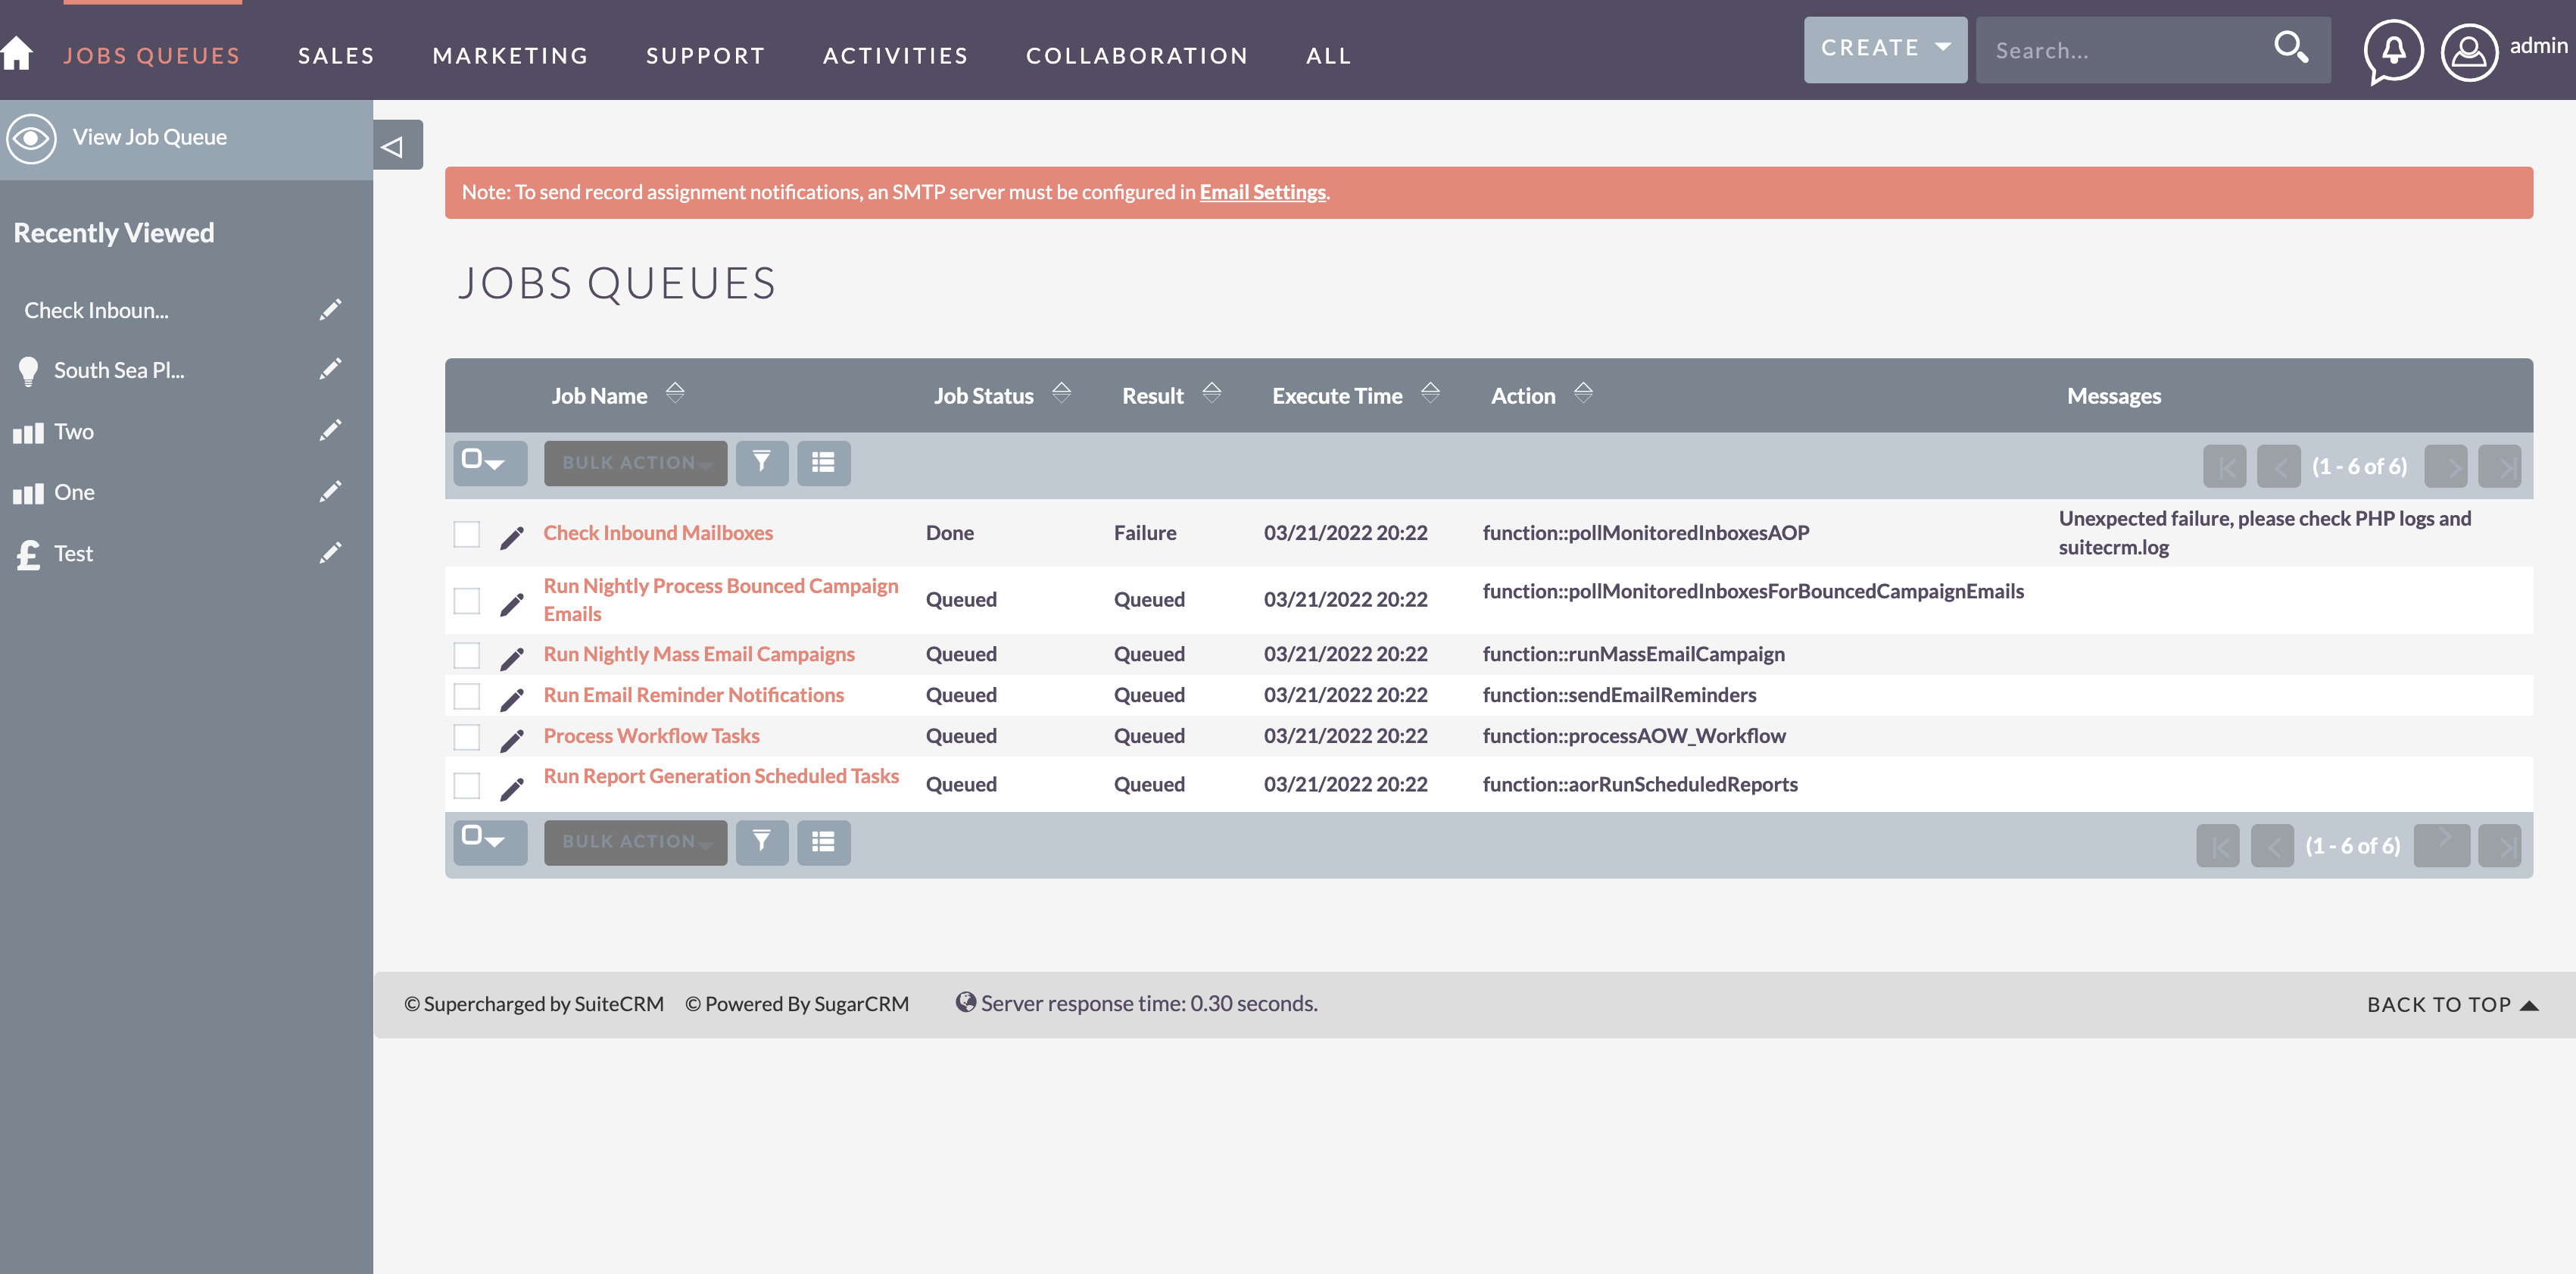 JOBS QUEUES SALES MARKETING SUPPORT ACTIVITIES COLLABORATION ALL CREATE Search... admin
View Job Queue
Recently Viewed
Check Inboun...
South Sea Pl...
Two
One
Test
Note: To send record assignment notifications, an SMTP server must be configured in Email Settings.
JOBS QUEUES
Job Name Job Status Result Execute Time Action Messages
BULK ACTION (1 - 6 of 6)
Check Inbound Mailboxes Done Failure 03/21/2022 20:22 function::pollMonitoredInboxesAOP Unexpected failure, please check PHP logs and
suitecrm.log
Run Nightly Process Bounced Campaign
Emails Queued Queued 03/21/2022 20:22 function::pollMonitoredInboxesForBouncedCampaignEmails
Run Nightly Mass Email Campaigns Queued Queued 03/21/2022 20:22 function::runMassEmailCampaign
Run Email Reminder Notifications Queued Queued 03/21/2022 20:22 function::sendEmailReminders
Process Workflow Tasks Queued Queued 03/21/2022 20:22 function::processAOW_Workflow
Run Report Generation Scheduled Tasks Queued Queued 03/21/2022 20:22 function::aorRunScheduledReports
BULK ACTION (1 - 6 of 6)
© Supercharged by SuiteCRM © Powered By SugarCRM Server response time: 0.30 seconds. BACK TO TOP